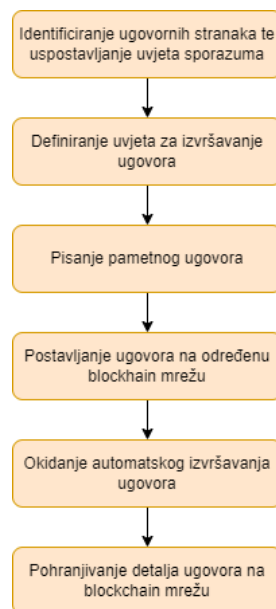 Identificiranje ugovornih stranaka te
uspostavljanje uvjeta sporazuma
Definiranje uvjeta za izvršavanje
ugovora
Pisanje pametnog ugovora
Postavljanje ugovora na određenu
blockhain mrežu
Okidanje automatskog izvršavanja
ugovora
Pohranjivanje detalja ugovora na
blockchain mrežu